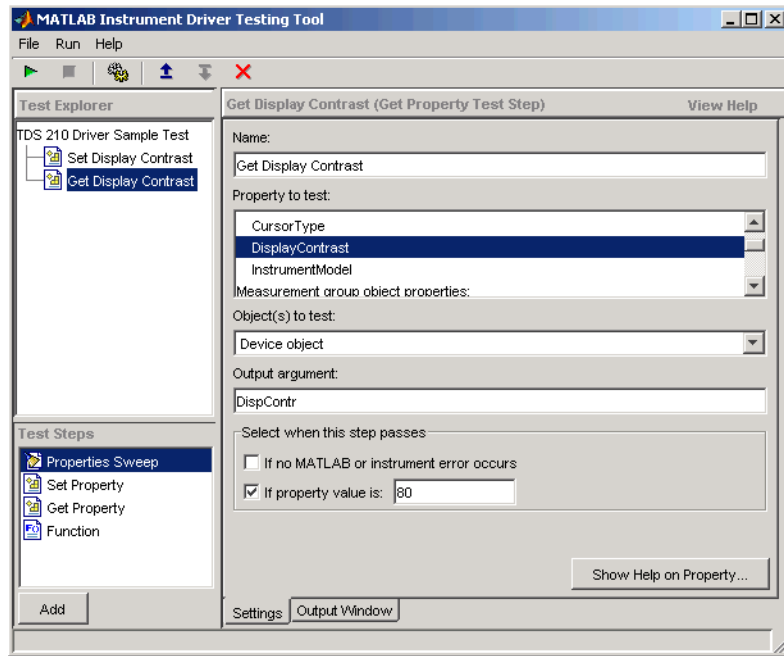 MATLAB Instrument Driver Testing Tool
File Run Help
Test Explorer
TDS 210 Driver Sample Test
Set Display Contrast
Get Display Contrast
Test Steps
Properties Sweep
Set Property
Get Property
Function
Add
Get Display Contrast (Get Property Test Step) View Help
Name:
Get Display Contrast
Property to test:
CursorType
DisplayContrast
InstrumentModel
Measurement group object properties:
Object(s) to test:
Device object
Output argument:
DispContr
Select when this step passes
If no MATLAB or instrument error occurs
If property value is: 80
Show Help on Property...
Settings Output Window